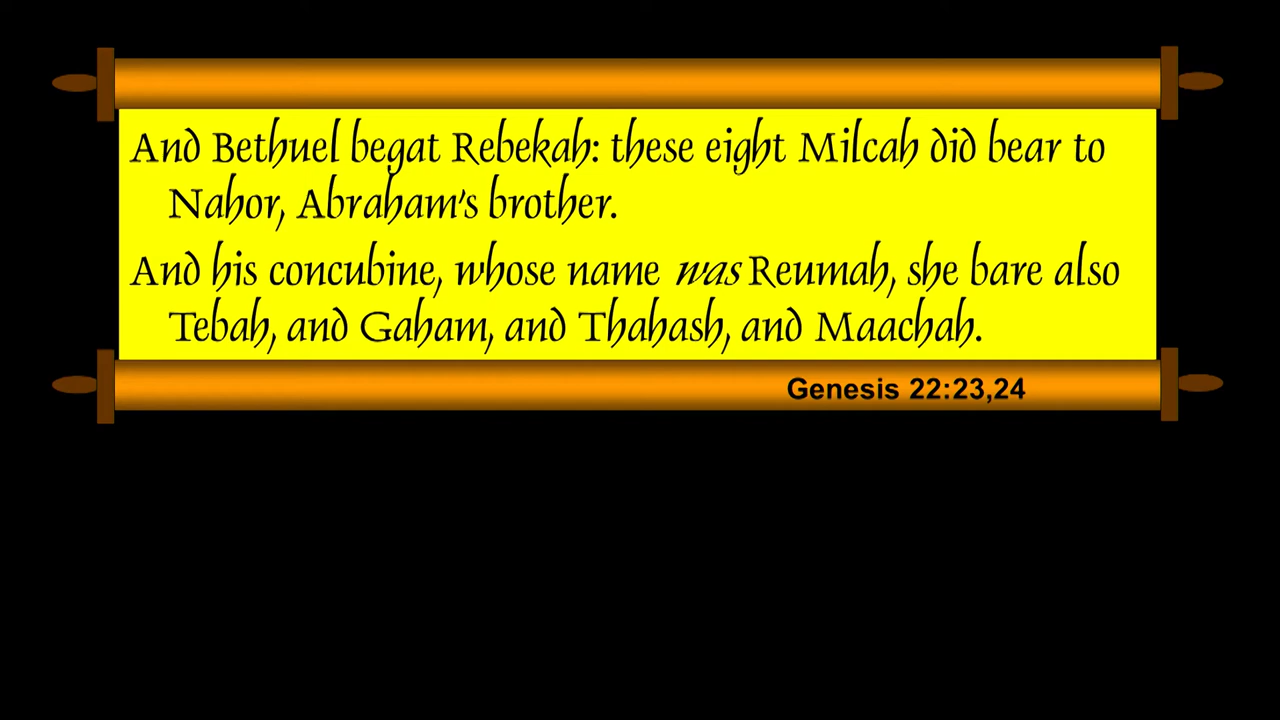 And Bethuel begat Rebekah: these eight Milcah did bear to
Nahor, Abraham's brother.
And his concubine, whose name was Reumah, she bare also
Tebah, and Gaham, and Thahash, and Maachah.
Genesis 22:23,24